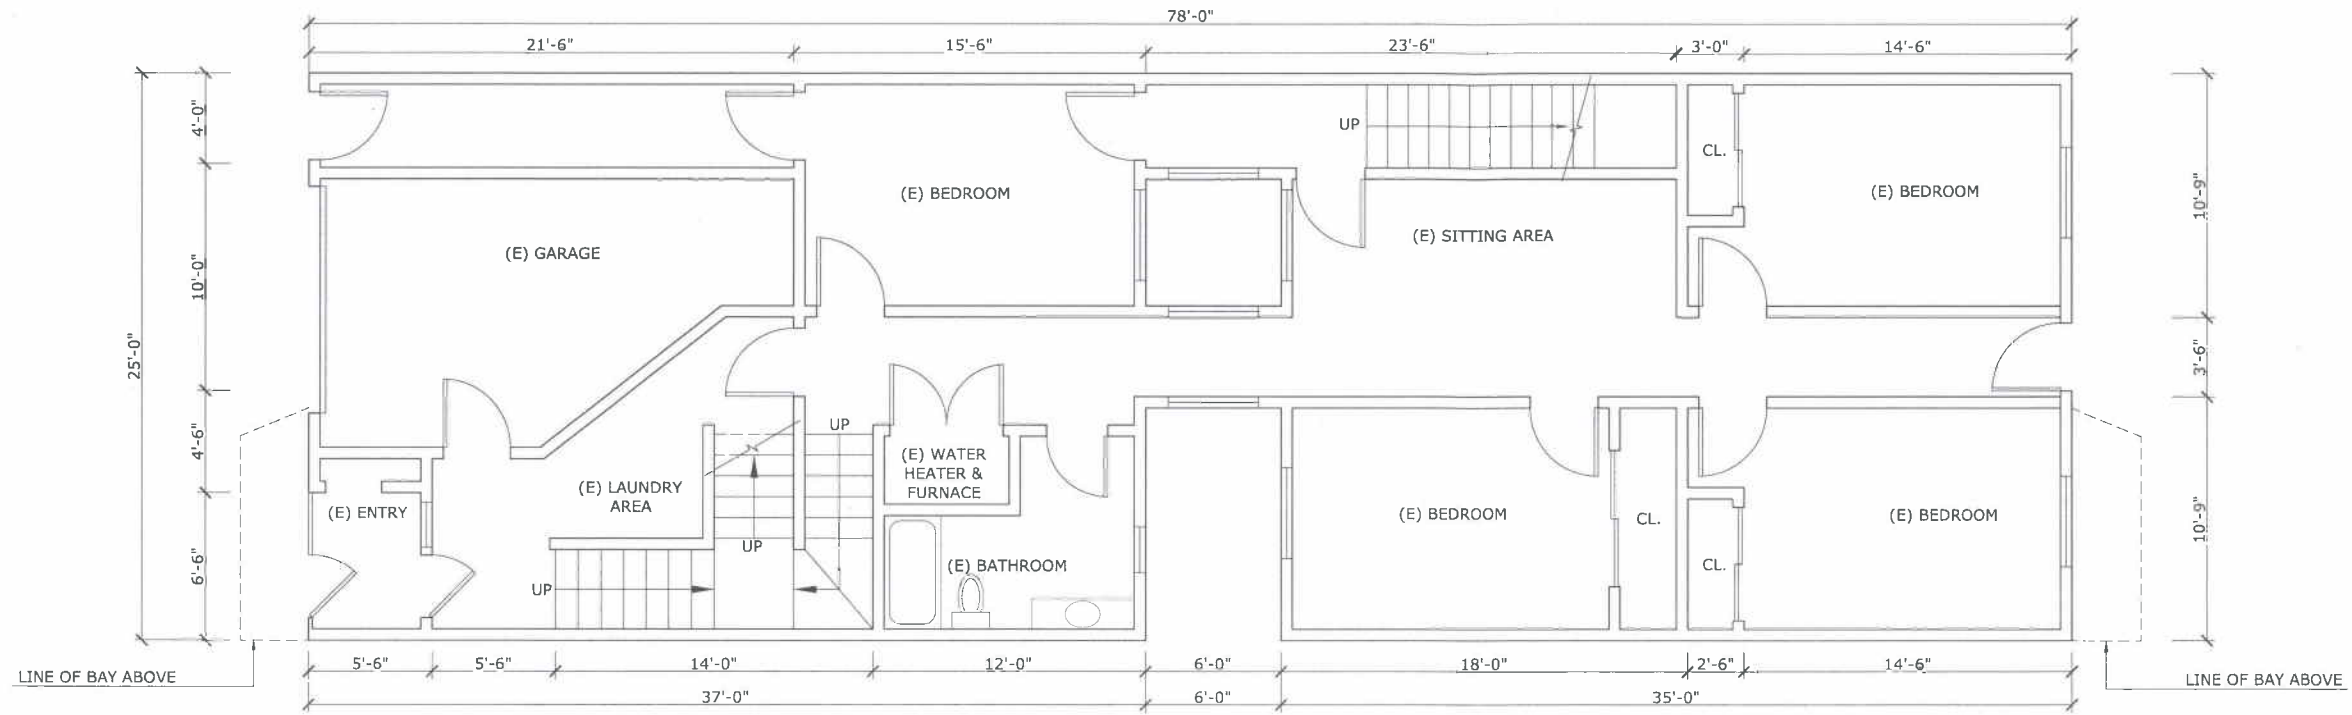 78'-0"
21'-6"
15'-6"
23'-6"
3'-0"
14'-6"
4'-0"
10'-0"
4'-6"
6'-6"
25'-0"
10'-9"
3'-6"
10'-9"
UP
CL.
(E) BEDROOM
(E) BEDROOM
(E) SITTING AREA
(E) GARAGE
UP
(E) WATER
HEATER &
FURNACE
(E) LAUNDRY
AREA
(E) ENTRY
(E) BEDROOM
CL.
(E) BEDROOM
UP
(E) BATHROOM
CL.
UP
5'-6"
5'-6"
14'-0"
12'-0"
6'-0"
18'-0"
2'-6"
14'-6"
LINE OF BAY ABOVE
LINE OF BAY ABOVE
37'-0"
6'-0"
35'-0"